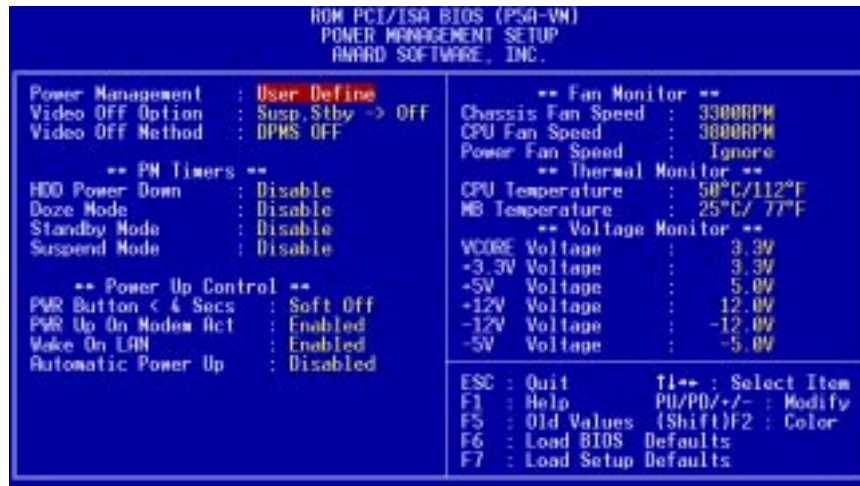 ROM PCI/ISA BIOS (P5A-VM)
POWER MANAGEMENT SETUP
AWARD SOFTWARE, INC.
Power Management : User Define
Video Off Option : Susp,Stby -> Off
Video Off Method : DPMS OFF
** PM Timers **
HDD Power Down : Disable
Doze Mode : Disable
Standby Mode : Disable
Suspend Mode : Disable
** Power Up Control **
PWR Button < 4 Secs : Soft Off
PWR Up On Modem Act : Enabled
Wake On LAN : Enabled
Automatic Power Up : Disabled
** Fan Monitor **
Chassis Fan Speed : 3300RPM
CPU Fan Speed : 3800RPM
Power Fan Speed : Ignore
** Thermal Monitor **
CPU Temperature : 50°C/112°F
MB Temperature : 25°C/ 77°F
** Voltage Monitor **
VCORE Voltage : 3.3V
+3.3V Voltage : 3.3V
+5V Voltage : 5.0V
+12V Voltage : 12.0V
-12V Voltage : -12.0V
-5V Voltage : -5.0V
ESC : Quit ↑↓→← : Select Item
F1 : Help PU/PD/+/- : Modify
F5 : Old Values (Shift)F2 : Color
F6 : Load BIOS Defaults
F7 : Load Setup Defaults